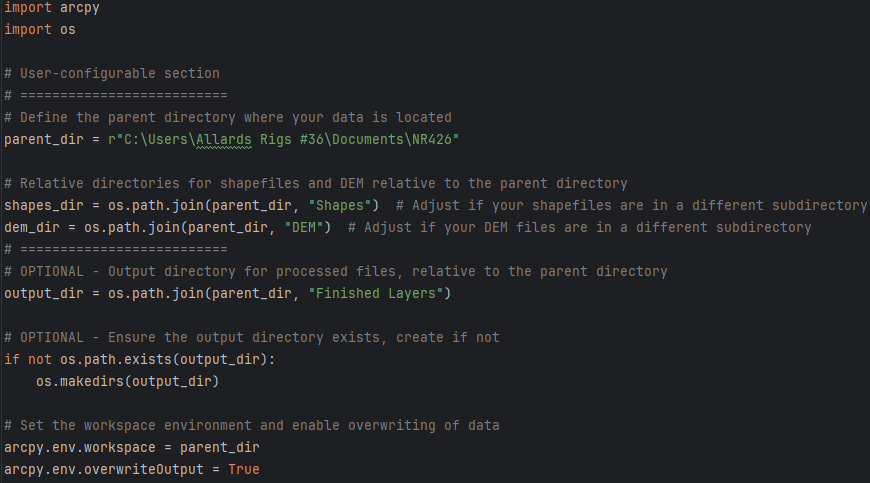 import arcpy
import os
# User-configurable section
# ==========================
# Define the parent directory where your data is located
parent_dir = r"C:\Users\Allards Rigs #36\Documents\NR426"
# Relative directories for shapefiles and DEM relative to the parent directory
shapes_dir = os.path.join(parent_dir, "Shapes")  # Adjust if your shapefiles are in a different subdirectory
dem_dir = os.path.join(parent_dir, "DEM")  # Adjust if your DEM files are in a different subdirectory
# ==========================
# OPTIONAL - Output directory for processed files, relative to the parent directory
output_dir = os.path.join(parent_dir, "Finished Layers")
# OPTIONAL - Ensure the output directory exists, create if not
if not os.path.exists(output_dir):
    os.makedirs(output_dir)
# Set the workspace environment and enable overwriting of data
arcpy.env.workspace = parent_dir
arcpy.env.overwriteOutput = True